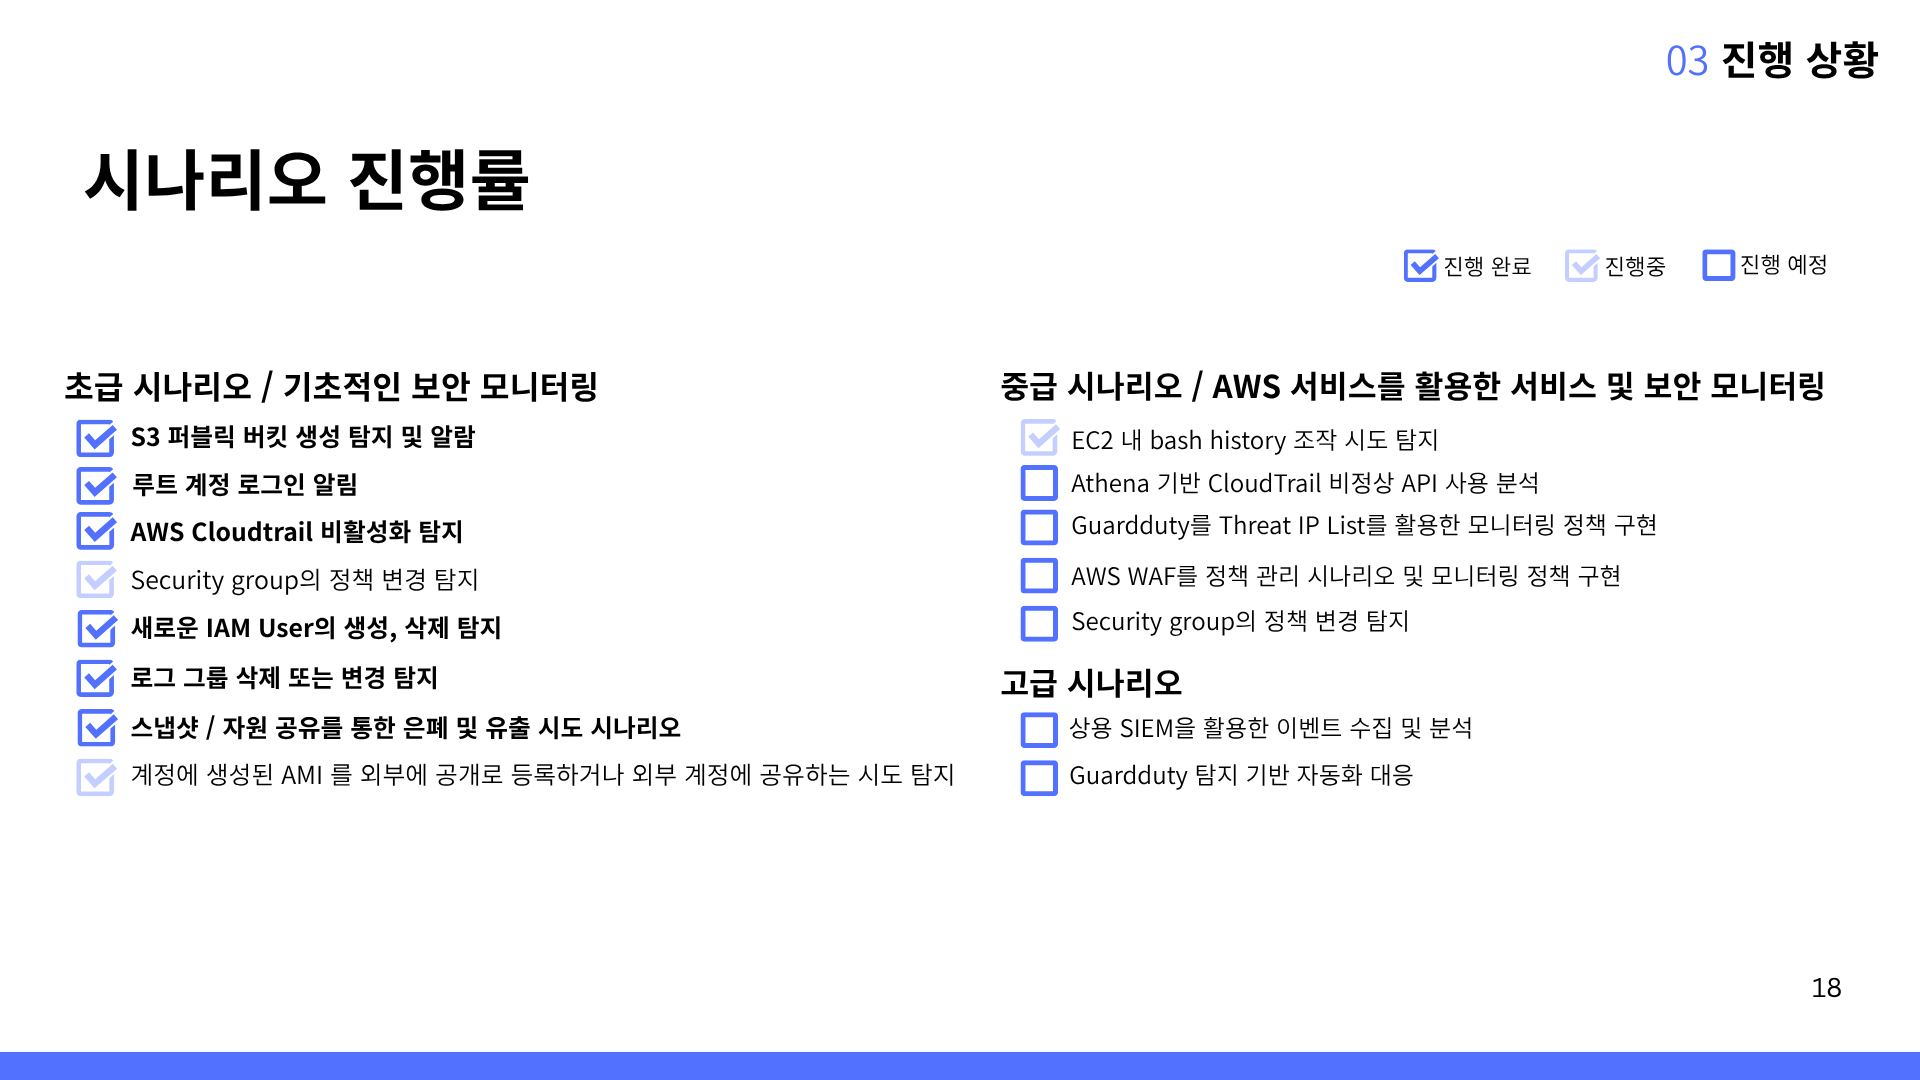 03 진행 상황
시나리오 진행률
진행 완료 진행중 진행 예정
초급 시나리오 / 기초적인 보안 모니터링
S3 퍼블릭 버킷 생성 탐지 및 알람
루트 계정 로그인 알림
AWS Cloudtrail 비활성화 탐지
Security group의 정책 변경 탐지
새로운 IAM User의 생성, 삭제 탐지
로그 그룹 삭제 또는 변경 탐지
스냅샷 / 자원 공유를 통한 은폐 및 유출 시도 시나리오
계정에 생성된 AMI 를 외부에 공개로 등록하거나 외부 계정에 공유하는 시도 탐지
중급 시나리오 / AWS 서비스를 활용한 서비스 및 보안 모니터링
EC2 내 bash history 조작 시도 탐지
Athena 기반 CloudTrail 비정상 API 사용 분석
Guardduty를 Threat IP List를 활용한 모니터링 정책 구현
AWS WAF를 정책 관리 시나리오 및 모니터링 정책 구현
Security group의 정책 변경 탐지
고급 시나리오
상용 SIEM을 활용한 이벤트 수집 및 분석
Guardduty 탐지 기반 자동화 대응
18